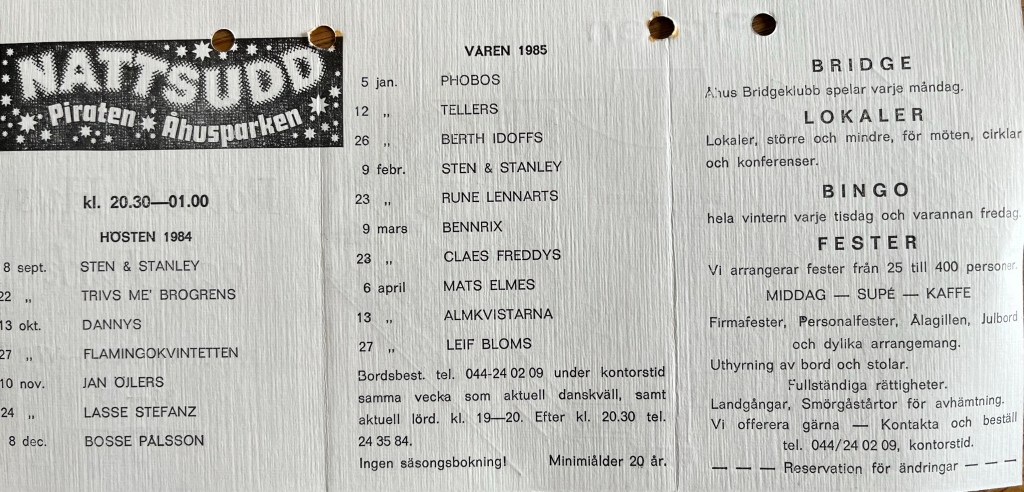 NATTSUDD
Piraten Åhusparken
kl. 20.30—01.00
HÖSTEN 1984
8 sept. STEN & STANLEY
22 „ TRIVS ME' BROGRENS
13 okt. DANNYS
27 „ FLAMINGOKVINTETTEN
10 nov. JAN ÖJLERS
24 „ LASSE STEFANZ
8 dec. BOSSE PÅLSSON
VÅREN 1985
5 jan. PHOBOS
12 „ TELLERS
26 „ BERTH IDOFFS
9 febr. STEN & STANLEY
23 „ RUNE LENNARTS
9 mars BENNRIX
23 „ CLAES FREDDYS
6 april MATS ELMES
13 „ ALMKVISTARNA
27 „ LEIF BLOMS
Bordsbest. tel. 044-24 02 09 under kontorstid
samma vecka som aktuell danskväll, samt
aktuell lörd. kl. 19—20. Efter kl. 20.30 tel.
24 35 84.
Ingen säsongsbokning! Minimiålder 20 år.
BRIDGE
Åhus Bridgeklubb spelar varje måndag.
LOKALER
Lokaler, större och mindre, för möten, cirklar
och konferenser.
BINGO
hela vintern varje tisdag och varannan fredag.
FESTER
Vi arrangerar fester från 25 till 400 personer.
MIDDAG — SUPÉ — KAFFE
Firmafester, Personalfester, Ålagillen, Julbord
och dylika arrangemang.
Uthyrning av bord och stolar.
Fullständiga rättigheter.
Landgångar, Smörgåstårtor för avhämtning.
Vi offerera gärna — Kontakta och beställ
tel. 044/24 02 09, kontorstid.
— — — Reservation för ändringar — — —